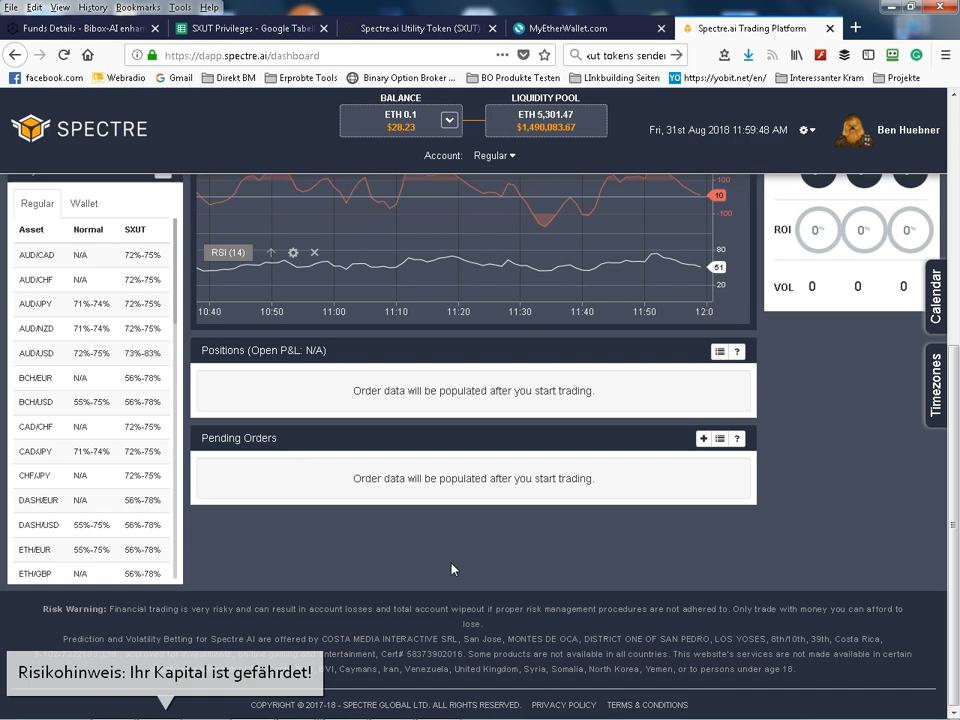 File Edit View History Bookmarks Tools Help
Funds Details - Bibox-AI enhan
SXUT Privileges - Google Tabell
Spectre.ai Utility Token (SXUT)
MyEtherWallet.com
Spectre.ai Trading Platform
https://dapp.spectre.ai/dashboard
tokens sender
facebook.com Webradio Gmail Direkt BM Erprobte Tools Binary Option Broker ... BO Produkte Testen LInkbuilding Seiten https://yobit.net/en/ Interessanter Kram Projekte
SPECTRE
BALANCE
ETH 0.1
$28.23
LIQUIDITY POOL
ETH 5,301.47
$1,490,083.67
Account: Regular
Fri, 31st Aug 2018 11:59:48 AM
Ben Huebner
Regular Wallet
Asset Normal SXUT
AUD/CAD N/A 72%-75%
AUD/CHF N/A 72%-75%
AUD/JPY 71%-74% 72%-75%
AUD/NZD 71%-74% 72%-75%
AUD/USD 72%-75% 73%-83%
BCH/EUR N/A 56%-78%
BCH/USD 55%-75% 56%-78%
CAD/CHF N/A 72%-75%
CAD/JPY 71%-74% 72%-75%
CHF/JPY N/A 72%-75%
DASH/EUR N/A 56%-78%
DASH/USD 55%-75% 56%-78%
ETH/EUR 55%-75% 56%-78%
ETH/GBP N/A 56%-78%
100
10
-100
RSI (14)
80
51
20
10:40 10:50 11:00 11:10 11:20 11:30 11:40 11:50 12:0
Positions (Open P&L: N/A)
Order data will be populated after you start trading.
Pending Orders
Order data will be populated after you start trading.
ROI 0% 0% 0%
VOL 0 0 0
Calendar
Timezones
Risk Warning: Financial trading is very risky and can result in account losses and total account wipeout if proper risk management procedures are not adhered to. Only trade with money you can afford to
lose.
Prediction and Volatility Betting for Spectre AI are offered by COSTA MEDIA INTERACTIVE SRL, San Jose, MONTES DE OCA, DISTRICT ONE OF SAN PEDRO, LOS YOSES, 8th/10th, 39th, Costa Rica,
entertainment, Cert# 58373902016. Some products are not available in all countries. This website's services are not made available in certain
BVI, Caymans, Iran, Venezuela, United Kingdom, Syria, Somalia, North Korea, Yemen, or to persons under age 18.
Risikohinweis: Ihr Kapital ist gefährdet!
COPYRIGHT © 2017-18 - SPECTRE GLOBAL LTD. ALL RIGHTS RESERVED. PRIVACY POLICY TERMS & CONDITIONS